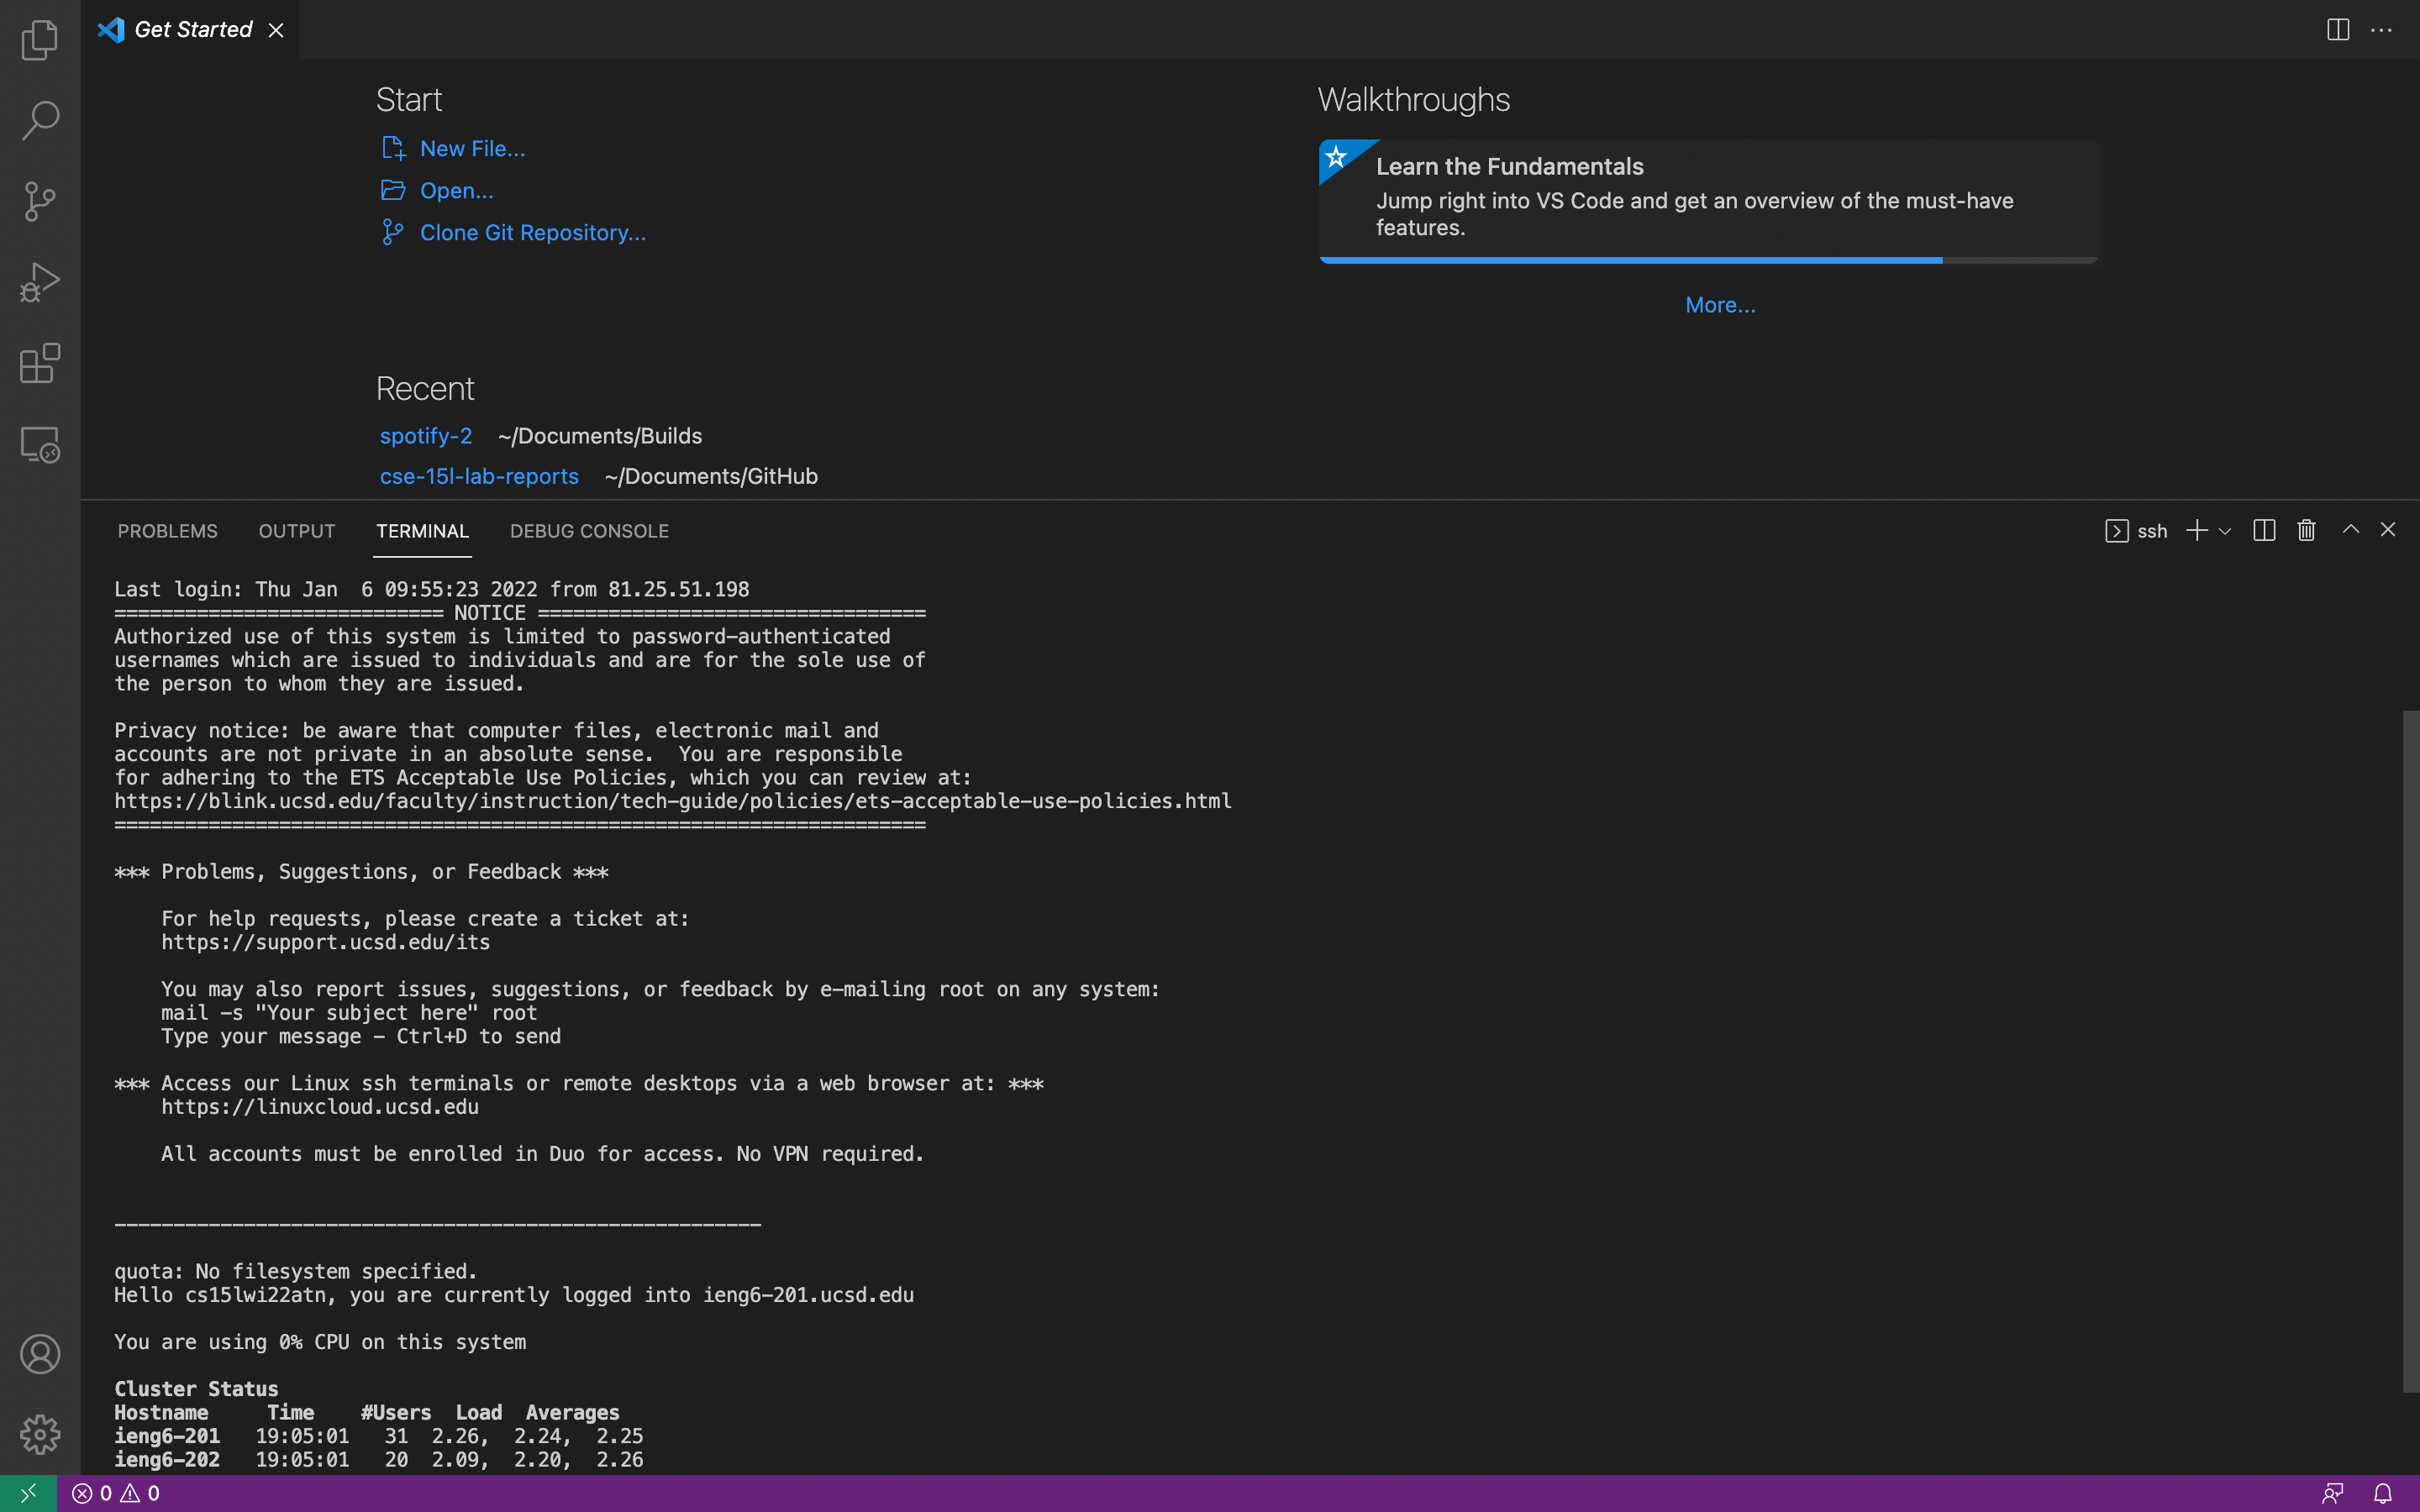 Get Started
Start
New File...
Open...
Clone Git Repository...
Walkthroughs
Learn the Fundamentals
Jump right into VS Code and get an overview of the must-have
features.
More...
Recent
spotify-2 ~/Documents/Builds
cse-15l-lab-reports ~/Documents/GitHub
PROBLEMS OUTPUT TERMINAL DEBUG CONSOLE ssh
Last login: Thu Jan  6 09:55:23 2022 from 81.25.51.198
============================ NOTICE =================================
Authorized use of this system is limited to password-authenticated
usernames which are issued to individuals and are for the sole use of
the person to whom they are issued.
Privacy notice: be aware that computer files, electronic mail and
accounts are not private in an absolute sense.  You are responsible
for adhering to the ETS Acceptable Use Policies, which you can review at:
https://blink.ucsd.edu/faculty/instruction/tech-guide/policies/ets-acceptable-use-policies.html
=====================================================================
*** Problems, Suggestions, or Feedback ***
For help requests, please create a ticket at:
https://support.ucsd.edu/its
You may also report issues, suggestions, or feedback by e-mailing root on any system:
mail -s "Your subject here" root
Type your message - Ctrl+D to send
*** Access our Linux ssh terminals or remote desktops via a web browser at: ***
https://linuxcloud.ucsd.edu
All accounts must be enrolled in Duo for access. No VPN required.
-------------------------------------------------------
quota: No filesystem specified.
Hello cs15lwi22atn, you are currently logged into ieng6-201.ucsd.edu
You are using 0% CPU on this system
Cluster Status
Hostname     Time    #Users  Load  Averages
ieng6-201   19:05:01   31  2.26,  2.24,  2.25
ieng6-202   19:05:01   20  2.09,  2.20,  2.26
0 0